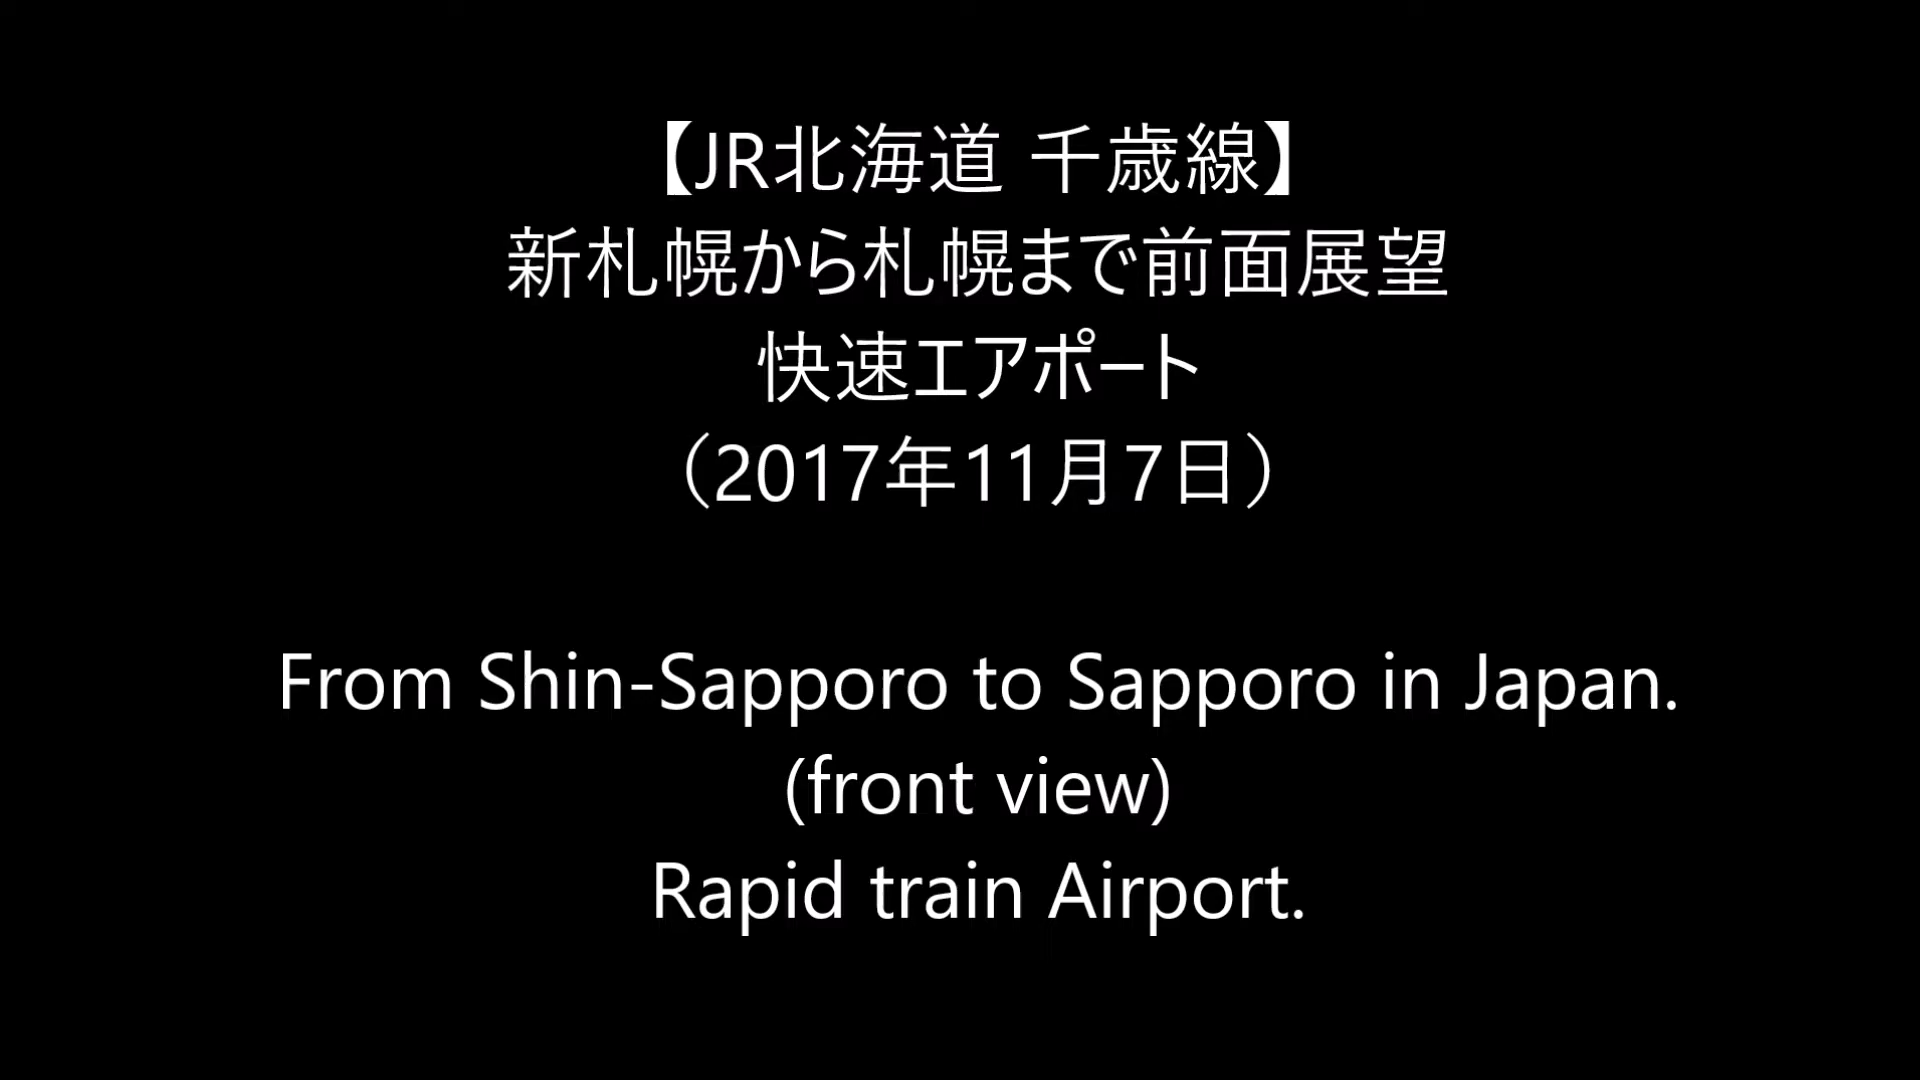 【JR北海道 千歳線】
新札幌から札幌まで前面展望
快速エアポート
（2017年11月7日）
From Shin-Sapporo to Sapporo in Japan.
(front view)
Rapid train Airport.